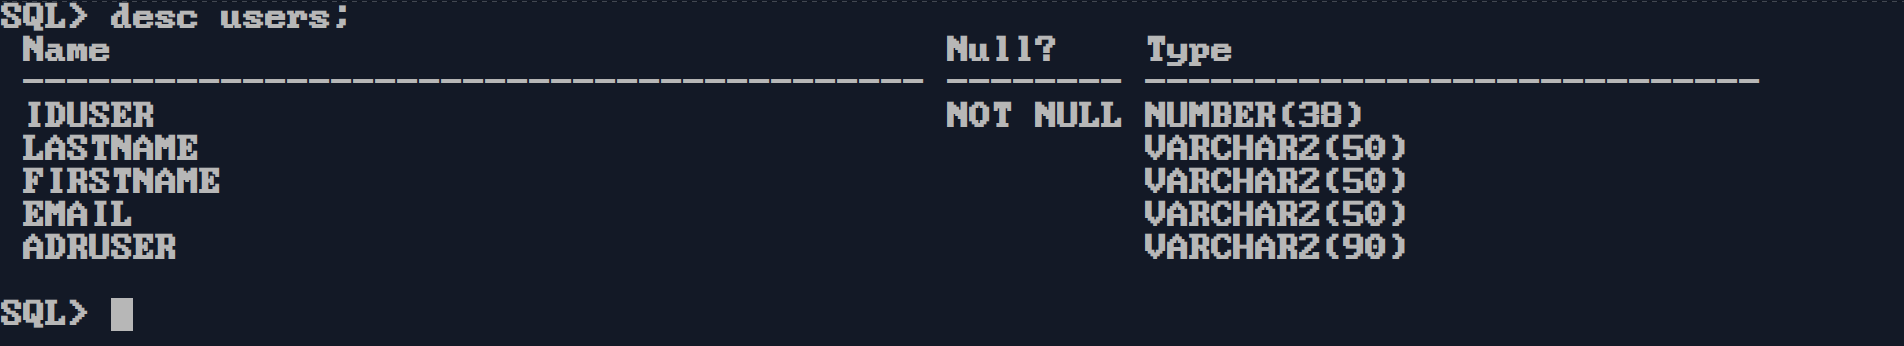 SQL> desc users;
Name Null? Type
----------------------------------------- -------- ----------------------------
IDUSER NOT NULL NUMBER(38)
LASTNAME VARCHAR2(50)
FIRSTNAME VARCHAR2(50)
EMAIL VARCHAR2(50)
ADRUSER VARCHAR2(90)
SQL>